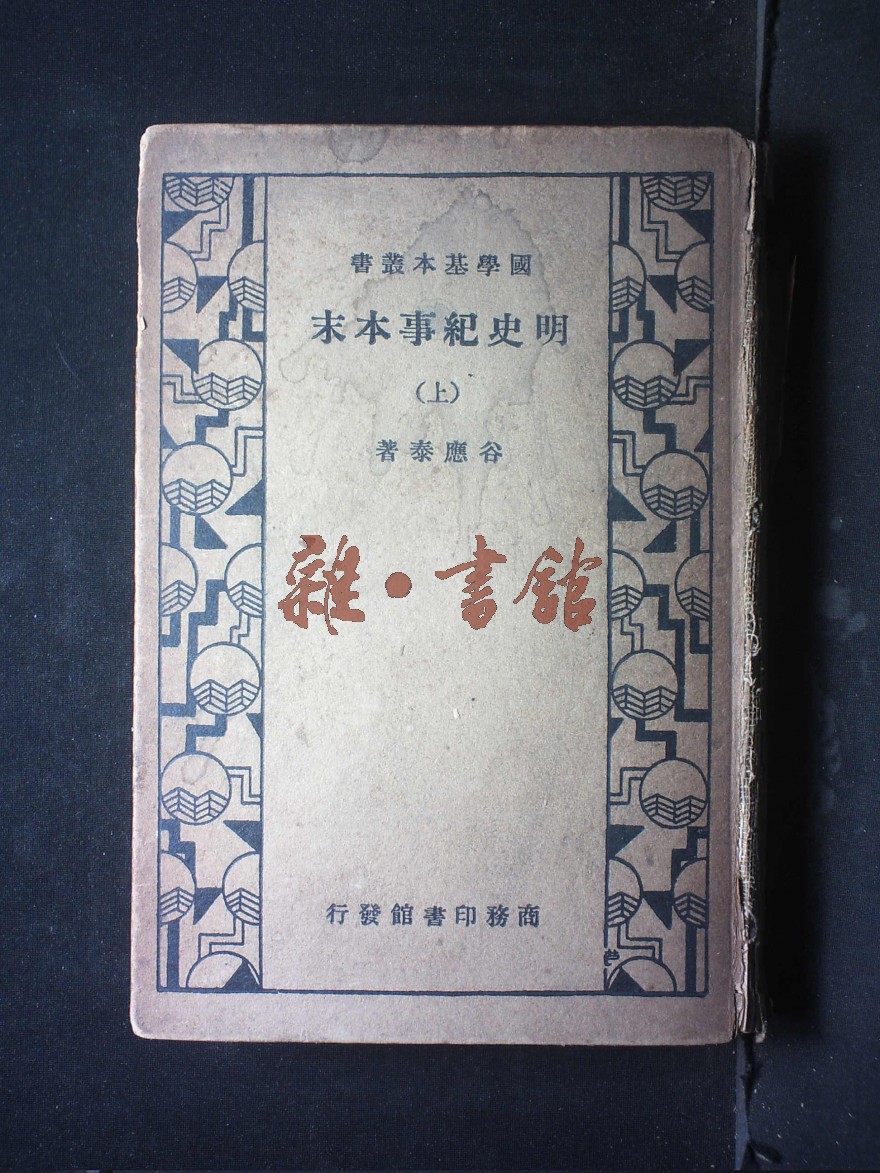 國學基本叢書
明史紀事本末
(上)
谷應泰著
雜·書館
商務印書館發行